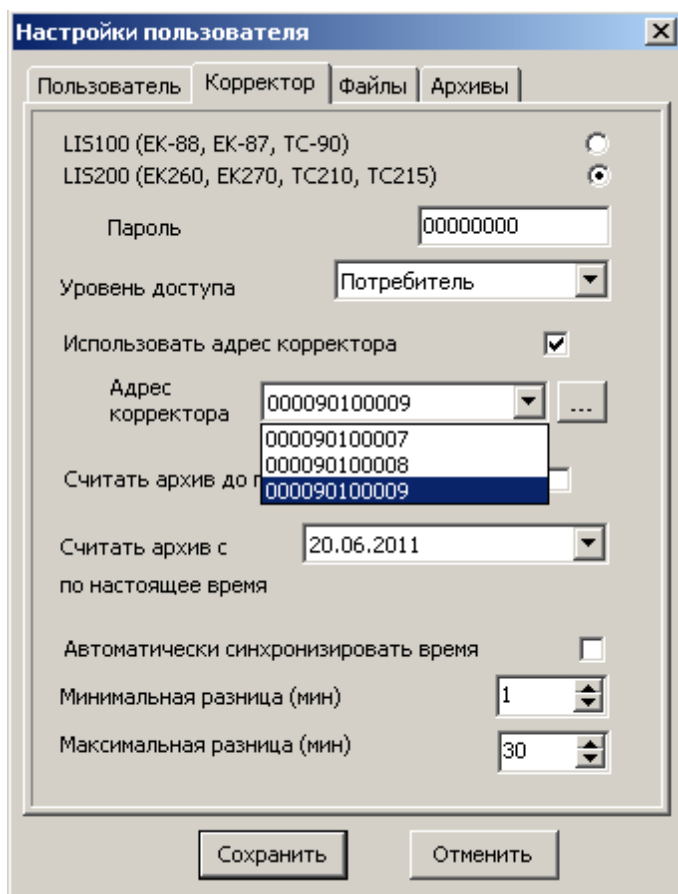 Настройки пользователя
Пользователь Корректор Файлы Архивы
LIS100 (EK-88, EK-87, TC-90)
LIS200 (EK260, EK270, TC210, TC215)
Пароль 00000000
Уровень доступа Потребитель
Использовать адрес корректора
Адрес
корректора 000090100009 ...
000090100007
000090100008
Считать архив до
000090100009
Считать архив с 20.06.2011
по настоящее время
Автоматически синхронизировать время
Минимальная разница (мин) 1
Максимальная разница (мин) 30
Сохранить Отменить